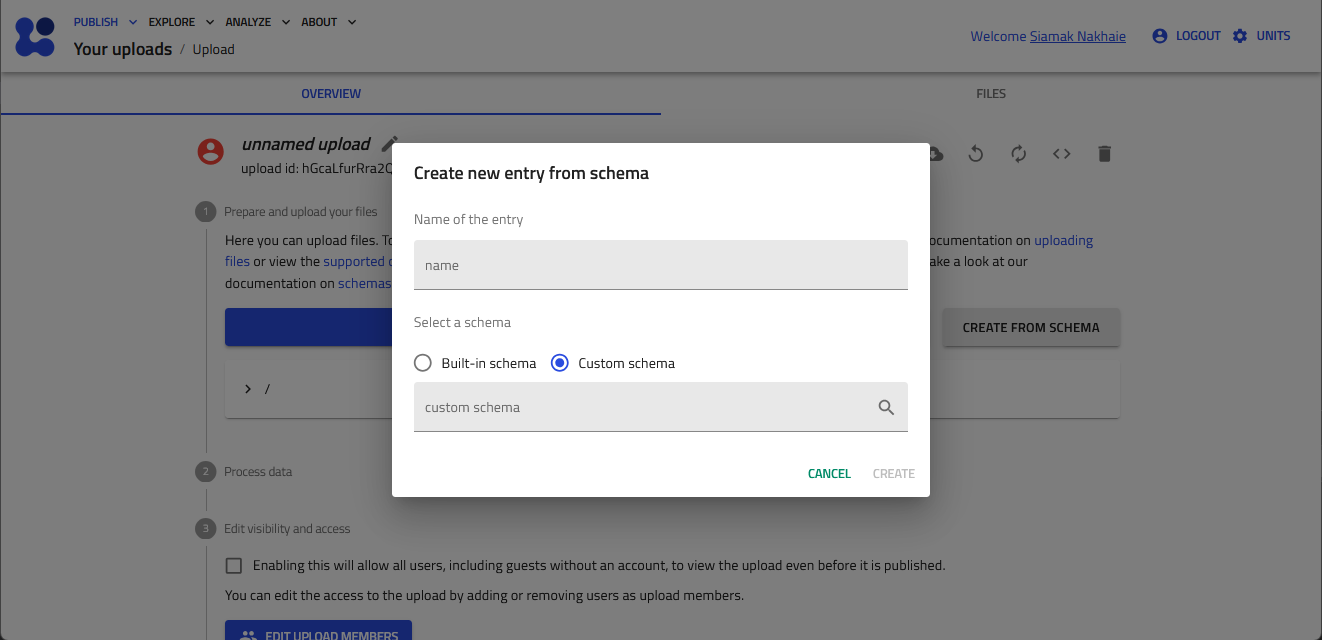 PUBLISH EXPLORE ANALYZE ABOUT
Your uploads / Upload
Welcome Siamak Nakhaie LOGOUT UNITS
OVERVIEW FILES
unnamed upload
upload id: hGcaLfurRra2Q
1 Prepare and upload your files
Here you can upload files. To ocumentation on uploading
files or view the supported ake a look at our
documentation on schemas
CREATE FROM SCHEMA
/
Create new entry from schema
Name of the entry
name
Select a schema
Built-in schema Custom schema
custom schema
CANCEL CREATE
2 Process data
3 Edit visibility and access
Enabling this will allow all users, including guests without an account, to view the upload even before it is published.
You can edit the access to the upload by adding or removing users as upload members.
EDIT UPLOAD MEMBERS